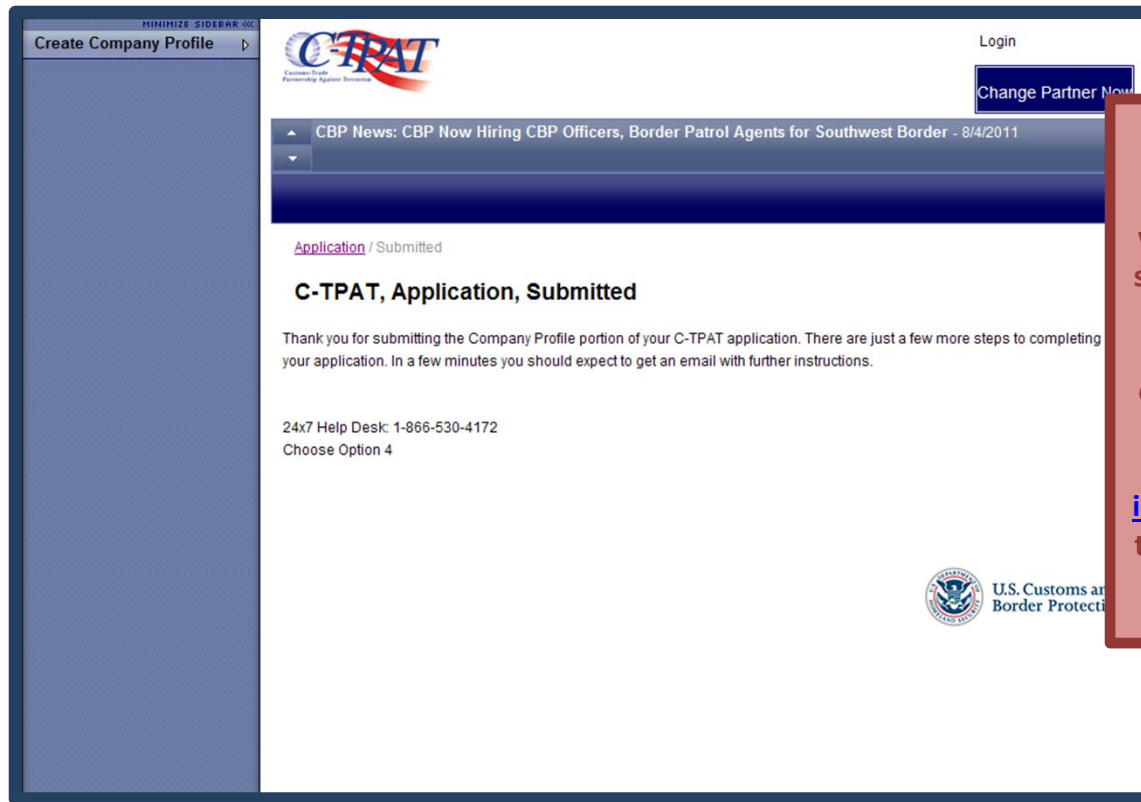 MINIMIZE SIDEBAR
Create Company Profile
C-TPAT
Customs-Trade
Partnership Against Terrorism
Login
Change Partner Now
CBP News: CBP Now Hiring CBP Officers, Border Patrol Agents for Southwest Border - 8/4/2011
Application / Submitted
C-TPAT, Application, Submitted
Thank you for submitting the Company Profile portion of your C-TPAT application. There are just a few more steps to completing
your application. In a few minutes you should expect to get an email with further instructions.
24x7 Help Desk: 1-866-530-4172
Choose Option 4
U.S. Customs
Border